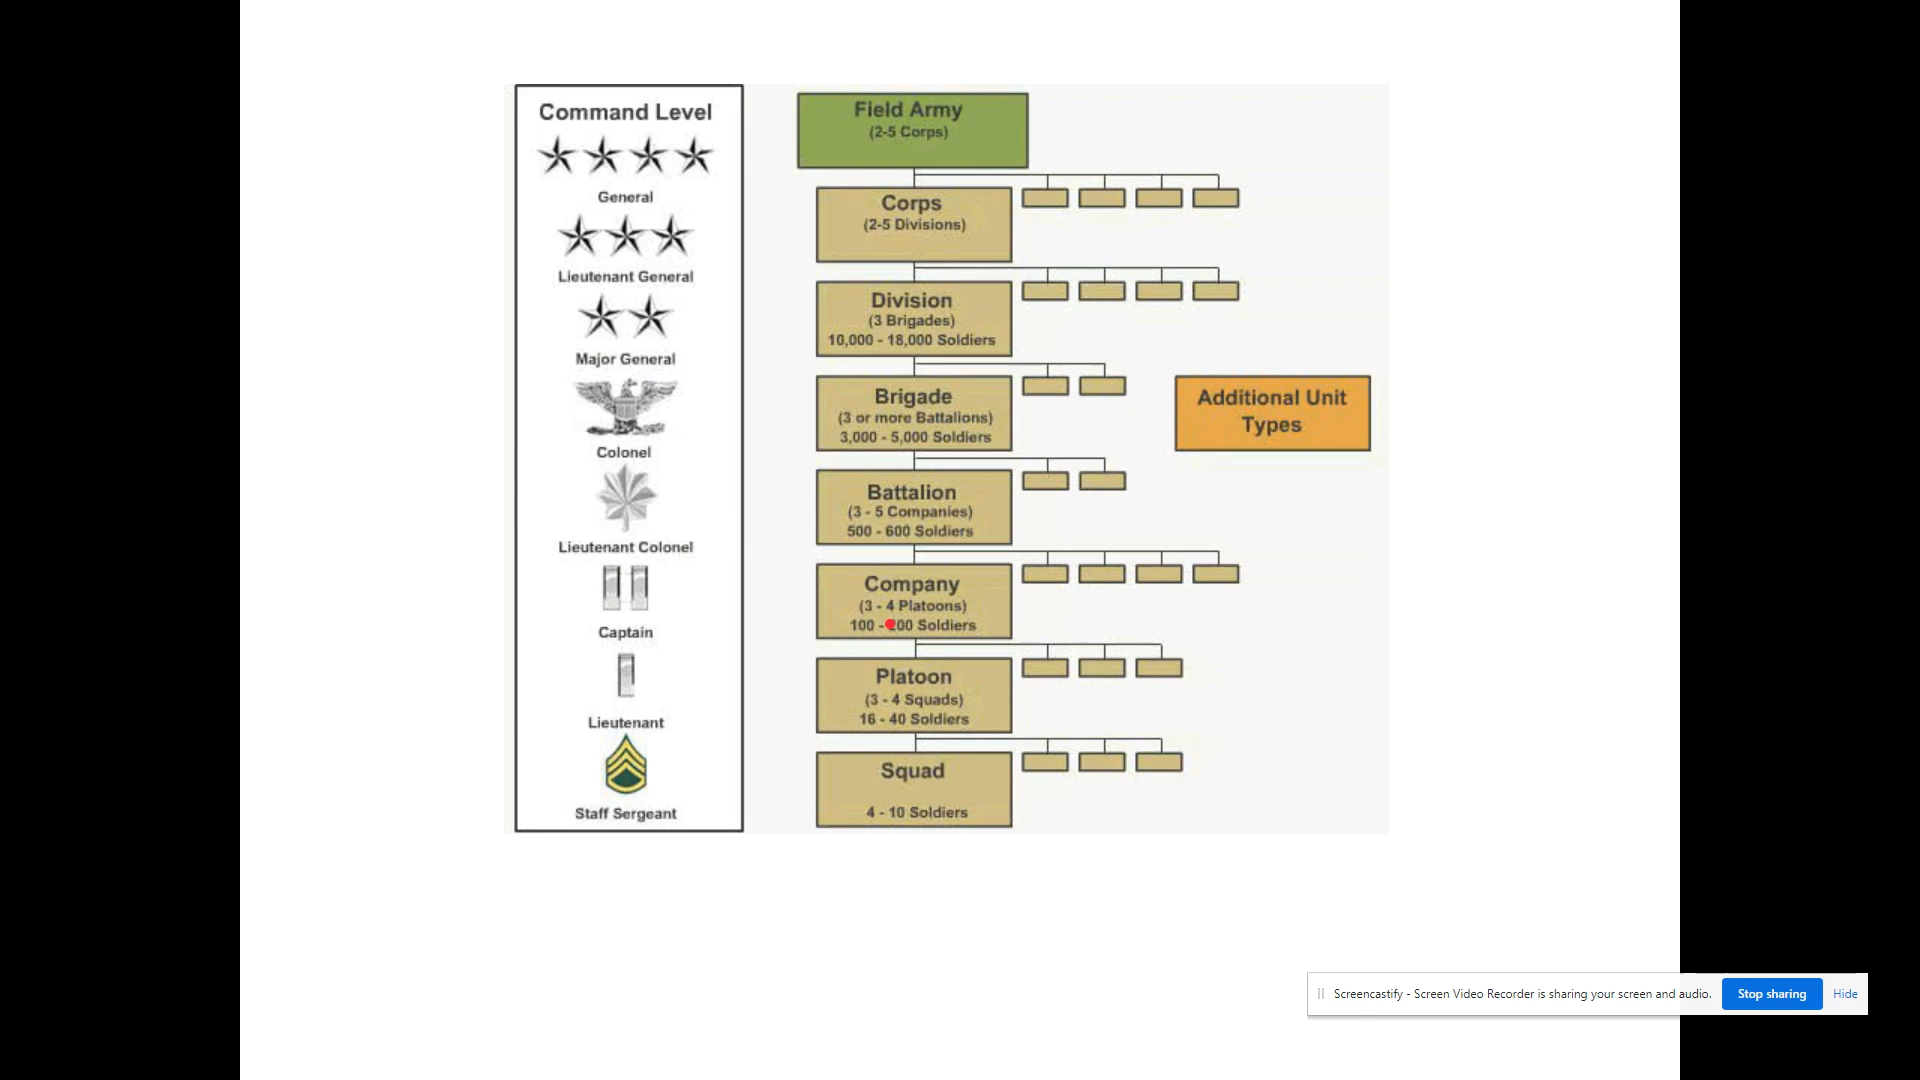 Command Level
General
Lieutenant General
Major General
Colonel
Lieutenant Colonel
Captain
Lieutenant
Staff Sergeant
Field Army
(2-5 Corps)
Corps
(2-5 Divisions)
Division
(3 Brigades)
10,000 - 18,000 Soldiers
Brigade
(3 or more Battalions)
3,000 - 5,000 Soldiers
Battalion
(3 - 5 Companies)
500 - 600 Soldiers
Company
(3 - 4 Platoons)
100 - 200 Soldiers
Platoon
(3 - 4 Squads)
16 - 40 Soldiers
Squad
4 - 10 Soldiers
Additional Unit
Types
Screencastify - Screen Video Recorder is sharing your screen and audio. Stop sharing Hide